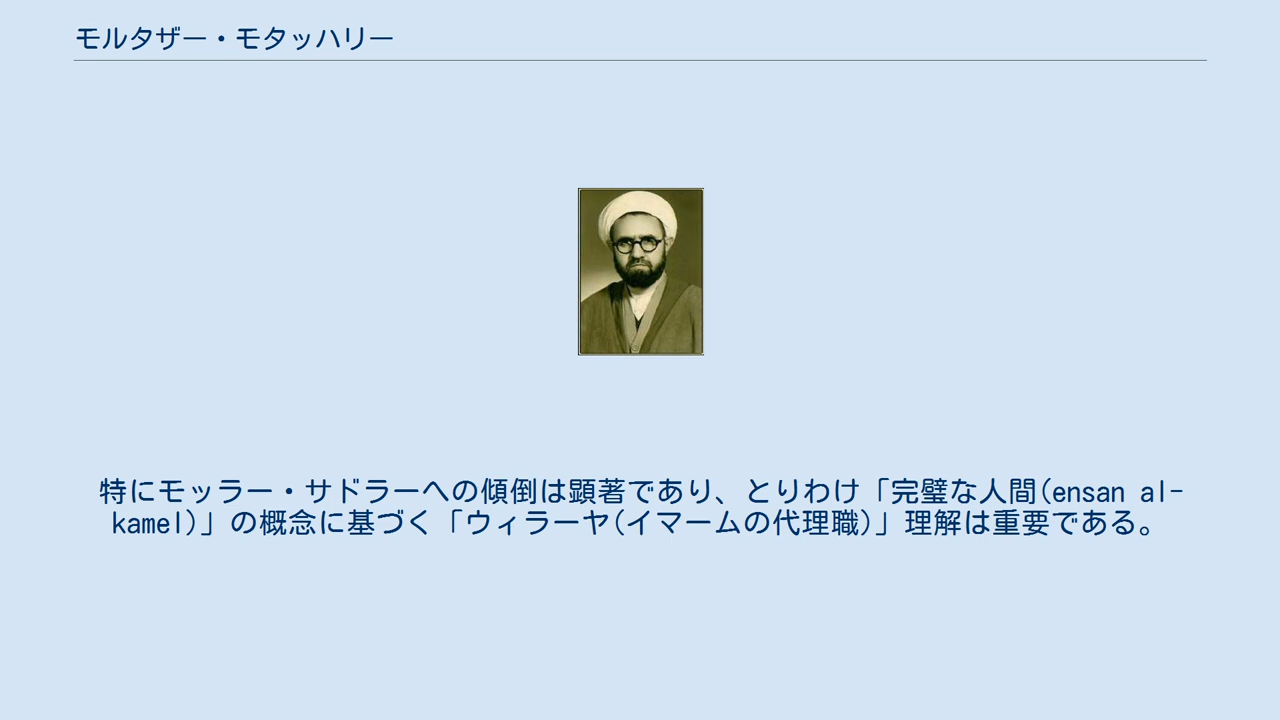 モルタザー・モタッハリー
特にモッラー・サドラーへの傾倒は顕著であり、とりわけ「完璧な人間(ensan al-
kamel)」の概念に基づく「ウィラーヤ(イマームの代理職)」理解は重要である。